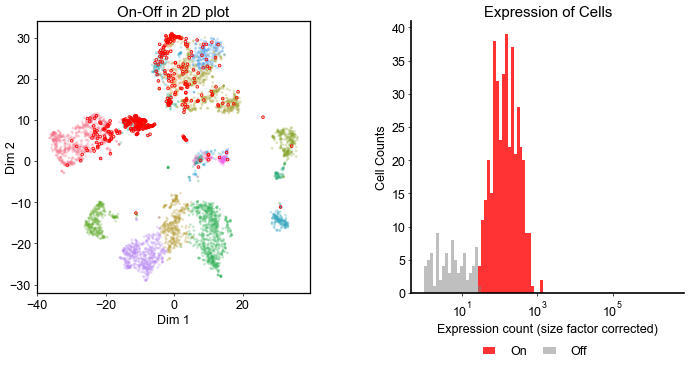 On-Off in 2D plot
Dim 2
30
20
10
0
−10
−20
−30
−40
−20
0
20
Dim 1
Expression of Cells
Cell Counts
40
35
30
25
20
15
10
5
0
10^1
10^3
10^5
Expression count (size factor corrected)
On
Off